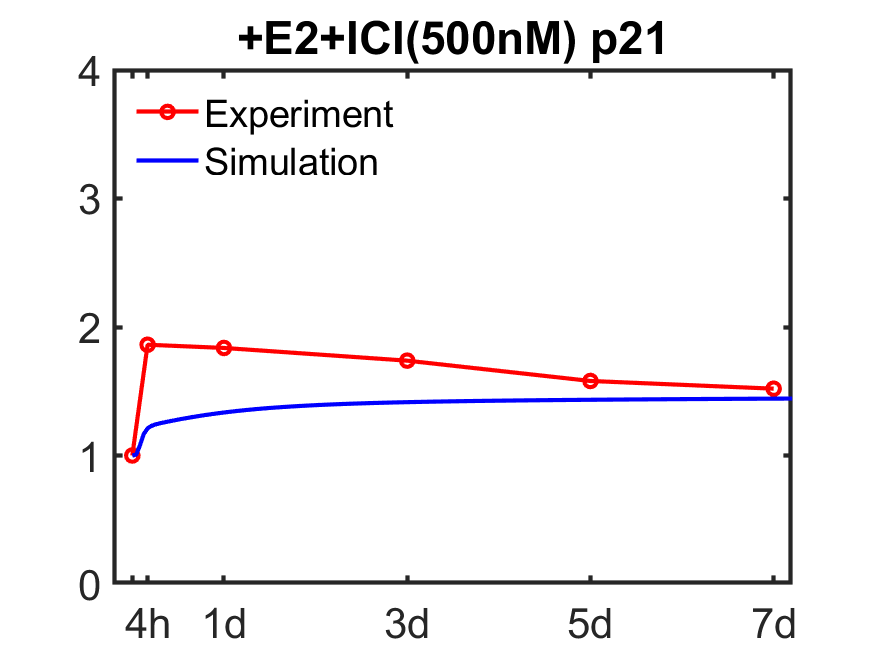 +E2+ICI(500nM) p21
4
Experiment
Simulation
3
2
1
0
4h 1d 3d 5d 7d